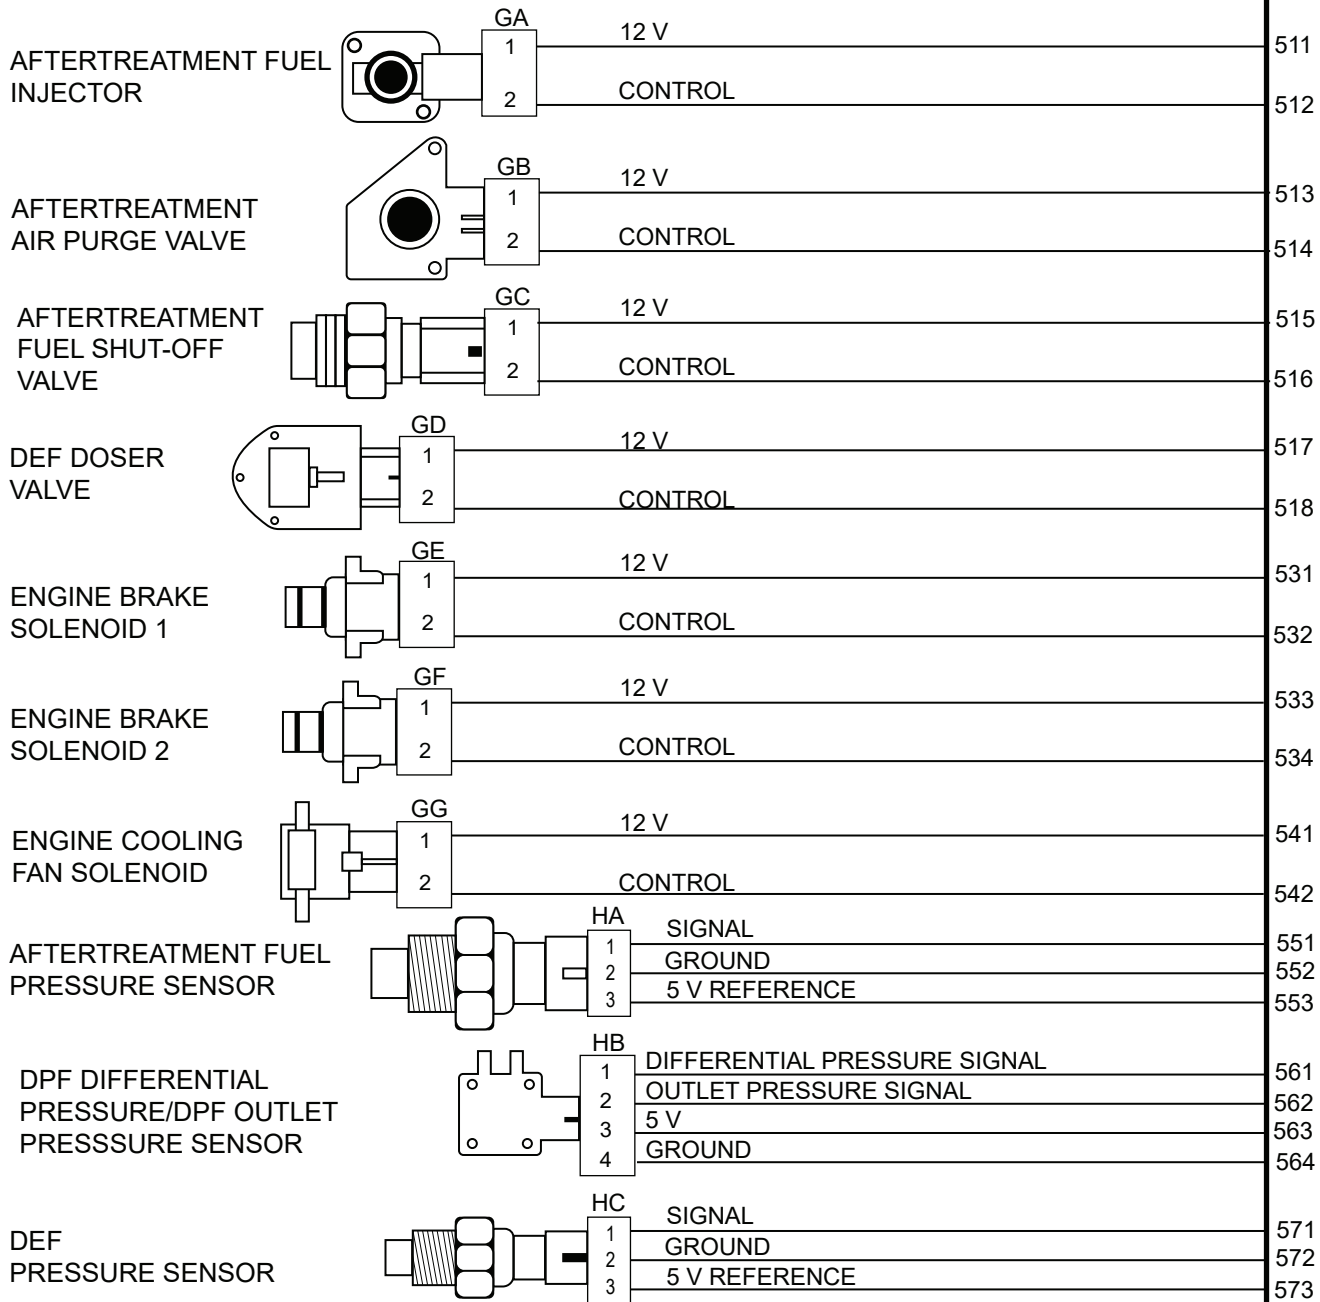 GA
AFTERTREATMENT FUEL
INJECTOR
1
12 V
511
2
CONTROL
512
GB
AFTERTREATMENT
AIR PURGE VALVE
1
12 V
513
2
CONTROL
514
GC
AFTERTREATMENT
FUEL SHUT-OFF
VALVE
1
12 V
515
2
CONTROL
516
GD
DEF DOSER
VALVE
1
12 V
517
2
CONTROL
518
GE
ENGINE BRAKE
SOLENOID 1
1
12 V
531
2
CONTROL
532
GF
ENGINE BRAKE
SOLENOID 2
1
12 V
533
2
CONTROL
534
GG
ENGINE COOLING
FAN SOLENOID
1
12 V
541
2
CONTROL
542
HA
AFTERTREATMENT FUEL
PRESSURE SENSOR
1
SIGNAL
551
2
GROUND
552
3
5 V REFERENCE
553
HB
DPF DIFFERENTIAL
PRESSURE/DPF OUTLET
PRESSSURE SENSOR
1
DIFFERENTIAL PRESSURE SIGNAL
561
2
OUTLET PRESSURE SIGNAL
562
3
5 V
563
4
GROUND
564
HC
DEF
PRESSURE SENSOR
1
SIGNAL
571
2
GROUND
572
3
5 V REFERENCE
573